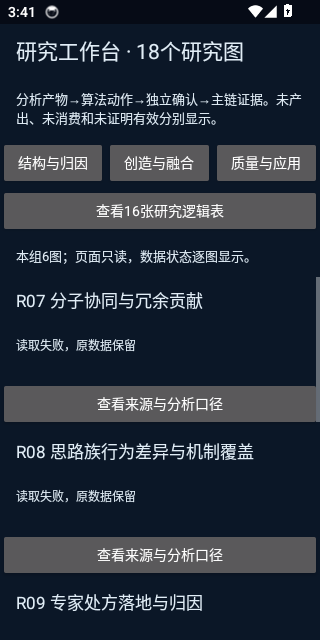 3:41
研究工作台 · 18个研究图
分析产物→算法动作→独立确认→主链证据。未产
出、未消费和未证明有效分别显示。
结构与归因
创造与融合
质量与应用
查看16张研究逻辑表
本组6图；页面只读，数据状态逐图显示。
R07 分子协同与冗余贡献
读取失败，原数据保留
查看来源与分析口径
R08 思路族行为差异与机制覆盖
读取失败，原数据保留
查看来源与分析口径
R09 专家处方落地与归因